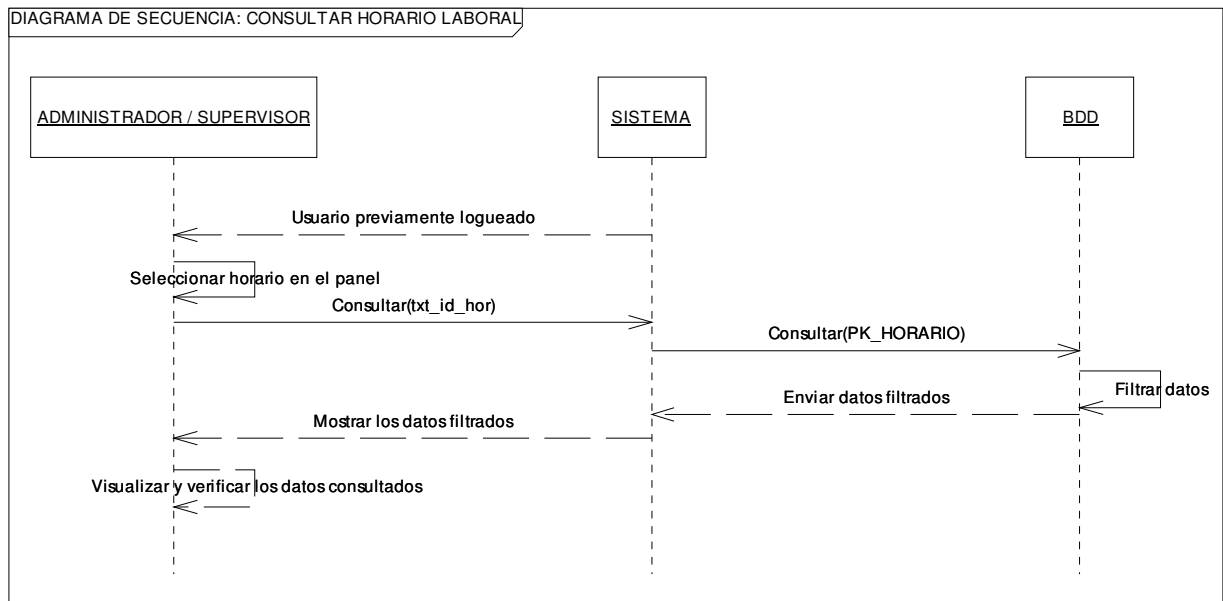 DIAGRAMA DE SECUENCIA: CONSULTAR HORARIO LABORAL
ADMINISTRADOR / SUPERVISOR
SISTEMA
BDD
Usuario previamente logueado
Seleccionar horario en el panel
Consultar(txt_id_hor)
Consultar(PK_HORARIO)
Filtrar datos
Enviar datos filtrados
Mostrar los datos filtrados
Visualizar y verificar los datos consultados